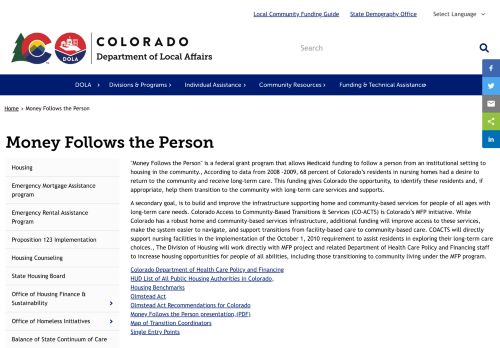 Local Community Funding Guide State Demography Office Select Language
COLORADO
Department of Local Affairs
DOLA
Search
DOLA Divisions & Programs Individual Assistance Community Resources Funding & Technical Assistance
Home > Money Follows the Person
Money Follows the Person
Housing
Emergency Mortgage Assistance
program
Emergency Rental Assistance
Program
Proposition 123 Implementation
Housing Counseling
State Housing Board
Office of Housing Finance &
Sustainability
Office of Homeless Initiatives
Balance of State Continuum of Care
"Money Follows the Person" is a federal grant program that allows Medicaid funding to follow a person from an institutional setting to
housing in the community., According to data from 2008 -2009, 68 percent of Colorado's residents in nursing homes had a desire to
return to the community and receive long-term care. This funding gives Colorado the opportunity, to identify these residents and, if
appropriate, help them transition to the community with long-term care services and supports.
A secondary goal, is to build and improve the infrastructure supporting home and community-based services for people of all ages with
long-term care needs. Colorado Access to Community-Based Transitions & Services (CO-ACTS) is Colorado's MFP initiative. While
Colorado has a robust home and community-based services infrastructure, additional funding will improve access to these services,
make the system easier to navigate, and support transitions from facility-based care to community-based care. COACTS will directly
support nursing facilities in the implementation of the October 1, 2010 requirement to assist residents in exploring their long-term care
choices., The Division of Housing will work directly with MFP project and related Department of Health Care Policy and Financing staff
to increase housing opportunities for people of all abilities, including those transitioning to community living under the MFP program.
Colorado Department of Health Care Policy and Financing
HUD List of All Public Housing Authorities in Colorado.
Housing Benchmarks
Olmstead Act
Olmstead Act Recommendations for Colorado
Money Follows the Person presentation (PDF)
Map of Transition Coordinators
Single Entry Points